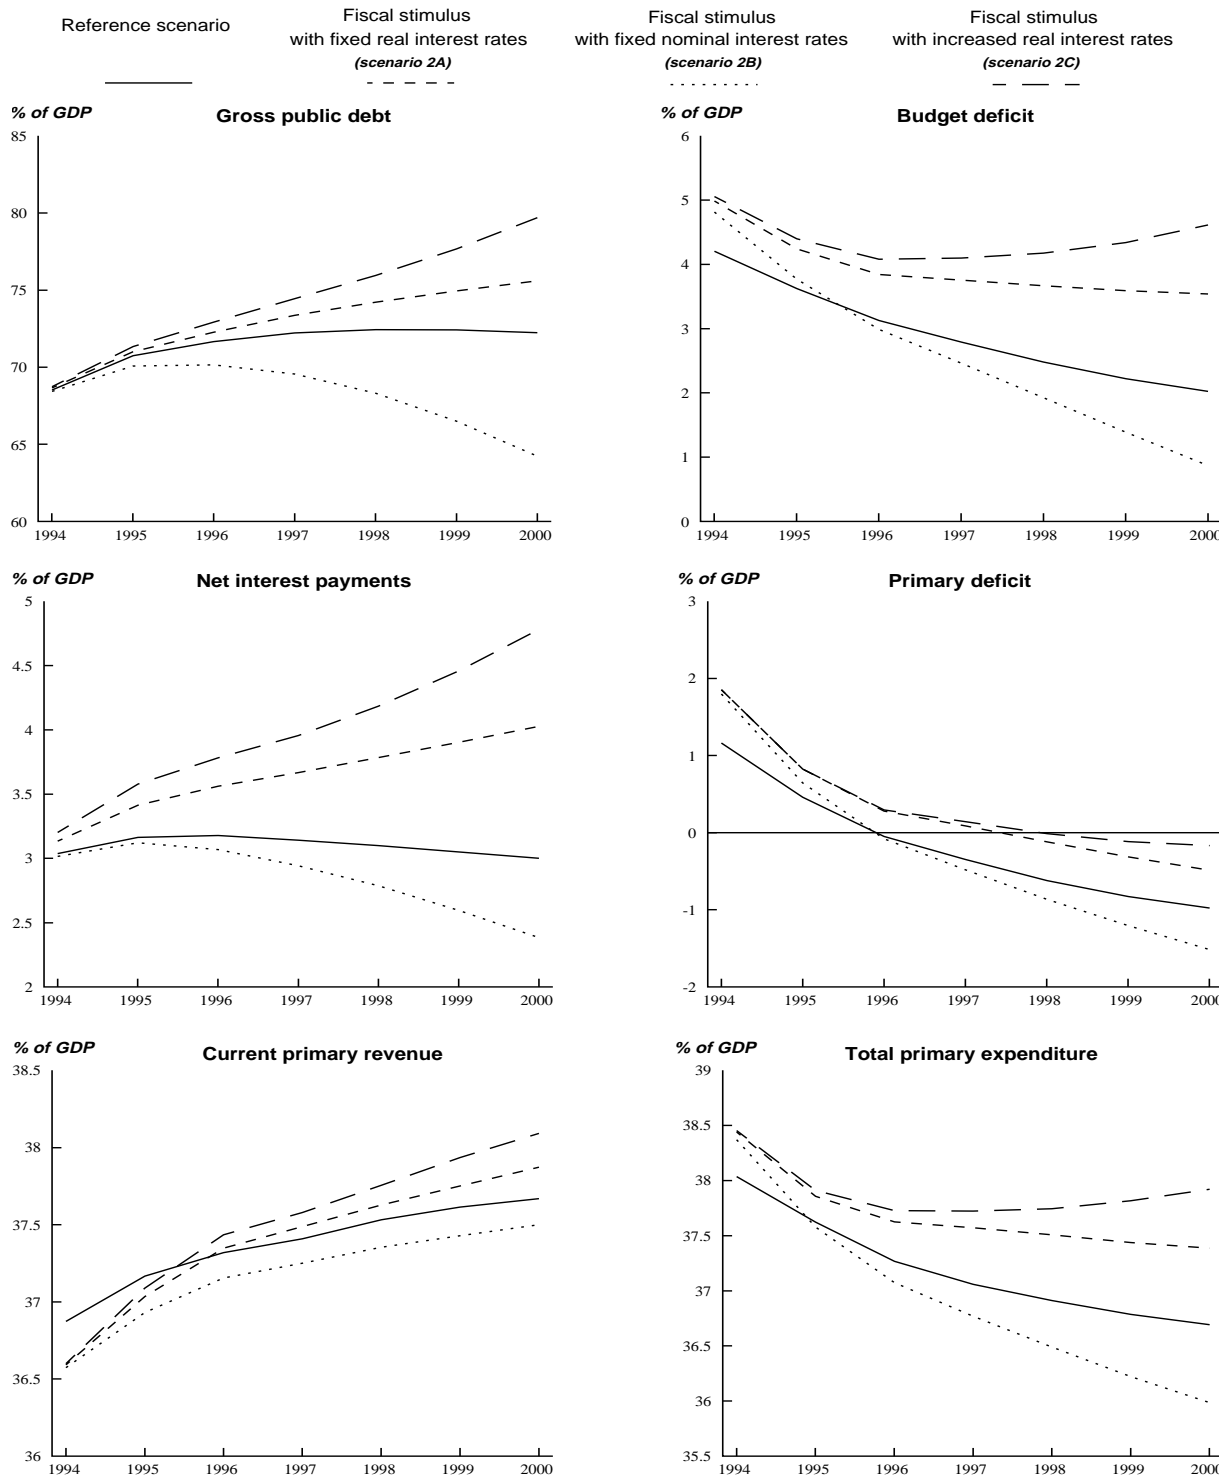 Reference scenario
Fiscal stimulus
with fixed real interest rates
(scenario 2A)
Fiscal stimulus
with fixed nominal interest rates
(scenario 2B)
Fiscal stimulus
with increased real interest rates
(scenario 2C)
% of GDP
Gross public debt
85
80
75
70
65
60
1994 1995 1996 1997 1998 1999 2000
% of GDP
Budget deficit
6
5
4
3
2
1
0
1994 1995 1996 1997 1998 1999 2000
% of GDP
Net interest payments
5
4.5
4
3.5
3
2.5
2
1994 1995 1996 1997 1998 1999 2000
% of GDP
Primary deficit
3
2
1
0
-1
-2
1994 1995 1996 1997 1998 1999 2000
% of GDP
Current primary revenue
38.5
38
37.5
37
36.5
36
1994 1995 1996 1997 1998 1999 2000
% of GDP
Total primary expenditure
39
38.5
38
37.5
37
36.5
36
35.5
1994 1995 1996 1997 1998 1999 2000